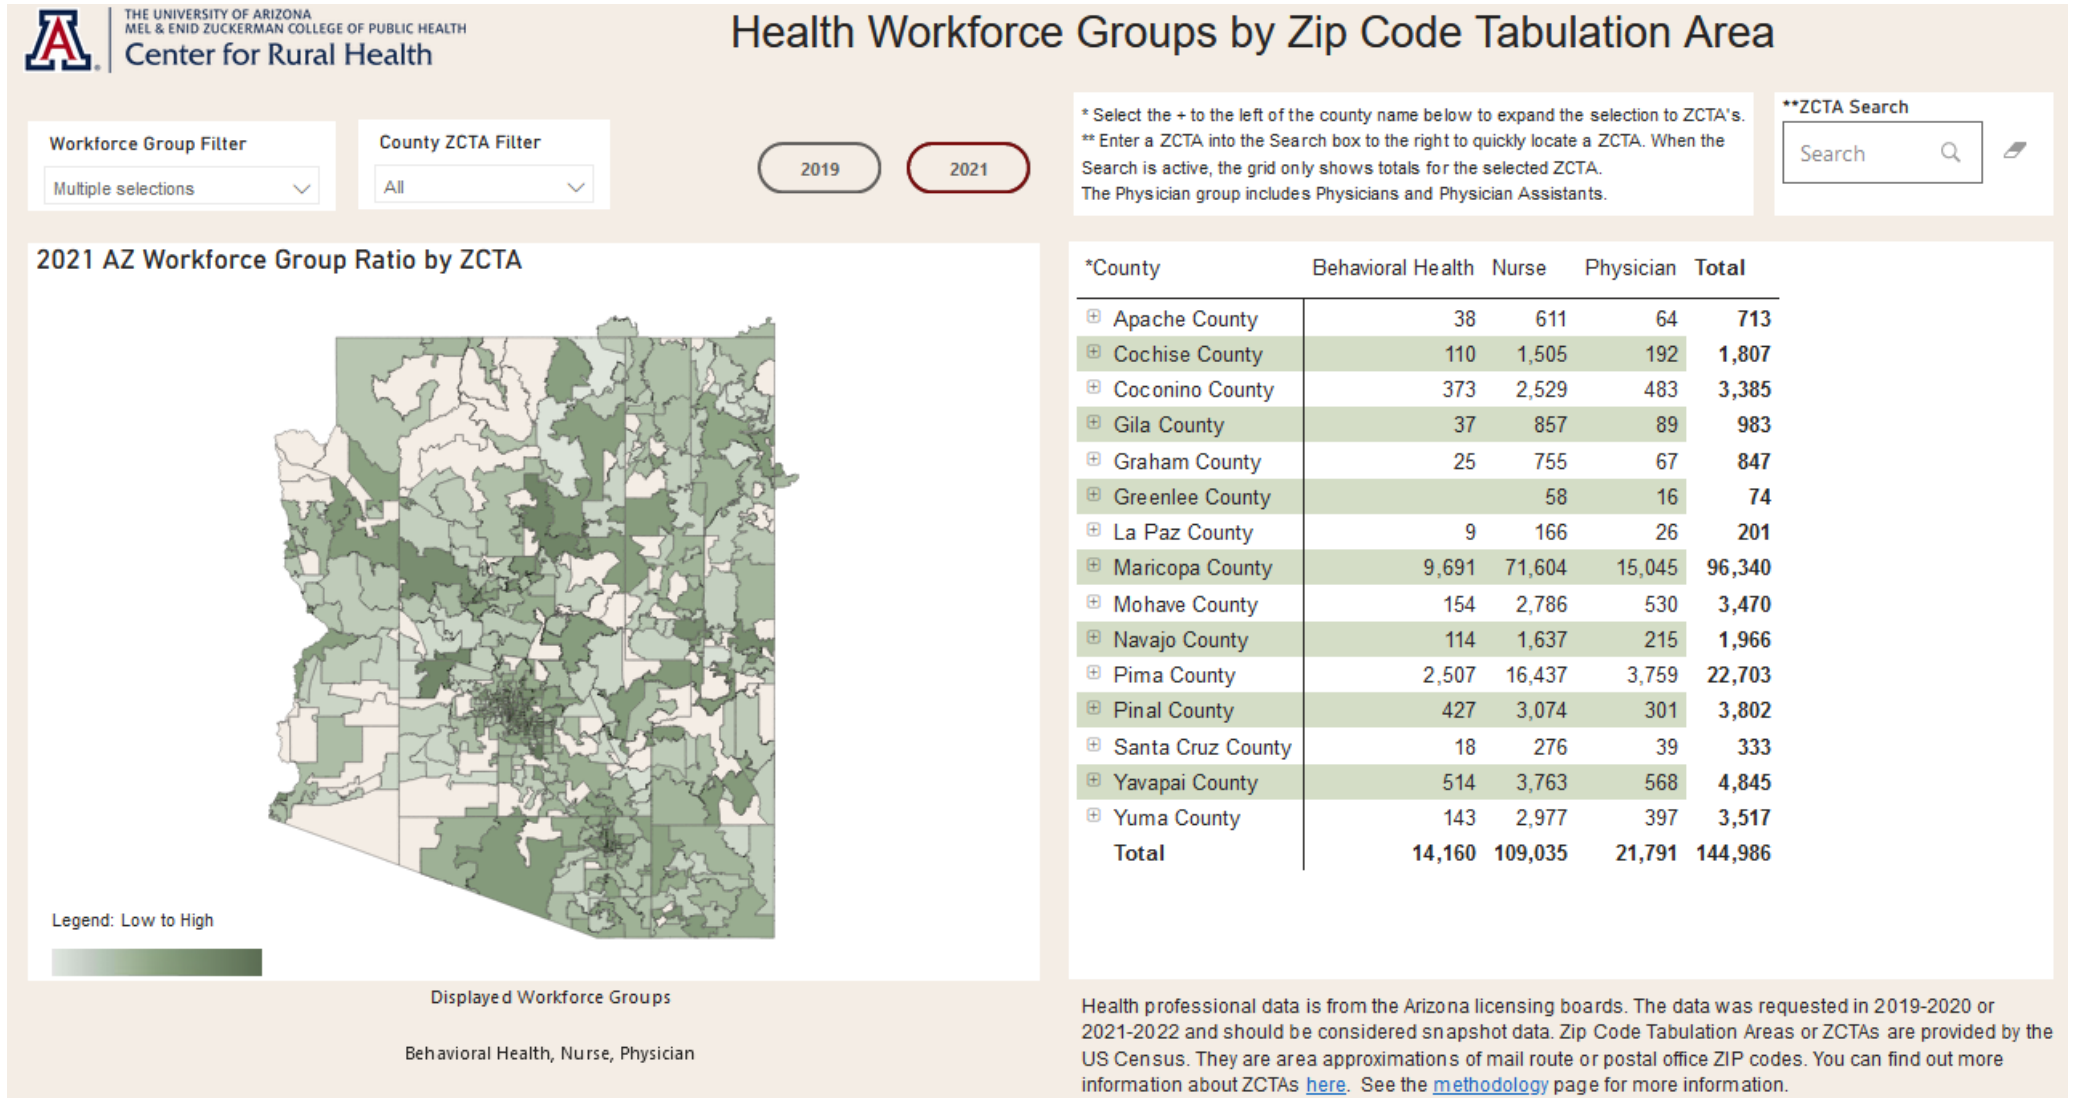 THE UNIVERSITY OF ARIZONA
MEL & ENID ZUCKERMAN COLLEGE OF PUBLIC HEALTH
Center for Rural Health
Health Workforce Groups by Zip Code Tabulation Area
Workforce Group Filter
Multiple selections
County ZCTA Filter
All
2019
2021
* Select the + to the left of the county name below to expand the selection to ZCTA's.
** Enter a ZCTA into the Search box to the right to quickly locate a ZCTA. When the
Search is active, the grid only shows totals for the selected ZCTA.
The Physician group includes Physicians and Physician Assistants.
**ZCTA Search
Search
2021 AZ Workforce Group Ratio by ZCTA
Legend: Low to High
Displayed Workforce Groups
Behavioral Health, Nurse, Physician
*County Behavioral Health Nurse Physician Total
Apache County 38 611 64 713
Cochise County 110 1,505 192 1,807
Coconino County 373 2,529 483 3,385
Gila County 37 857 89 983
Graham County 25 755 67 847
Greenlee County 58 16 74
La Paz County 9 166 26 201
Maricopa County 9,691 71,604 15,045 96,340
Mohave County 154 2,786 530 3,470
Navajo County 114 1,637 215 1,966
Pima County 2,507 16,437 3,759 22,703
Pinal County 427 3,074 301 3,802
Santa Cruz County 18 276 39 333
Yavapai County 514 3,763 568 4,845
Yuma County 143 2,977 397 3,517
Total 14,160 109,035 21,791 144,986
Health professional data is from the Arizona licensing boards. The data was requested in 2019-2020 or
2021-2022 and should be considered snapshot data. Zip Code Tabulation Areas or ZCTAs are provided by the
US Census. They are area approximations of mail route or postal office ZIP codes. You can find out more
information about ZCTAs here. See the methodology page for more information.